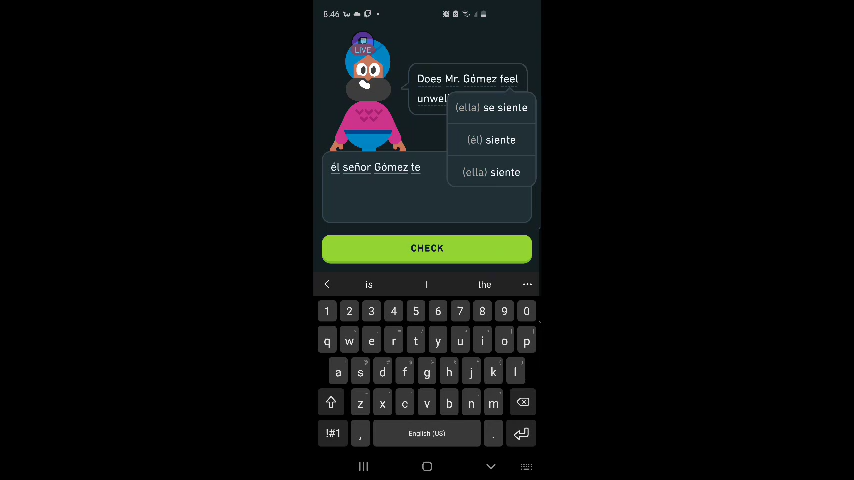 8.46
LIVE
Does Mr. Gómez feel
unwell
(ella) se siente
(él) siente
(ella) siente
él señor Gómez te
CHECK
is I the
1 2 3 4 5 6 7 8 9 0
q w e r t y u i o p
a s d f g h j k l
z x c v b n m
!#1 , English (US) .